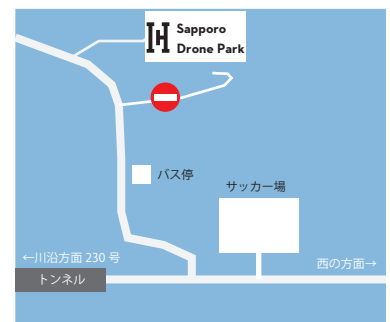 Sapporo
Drone Park
バス停
サッカー場
←川沿方面 230 号
西の方面→
トンネル